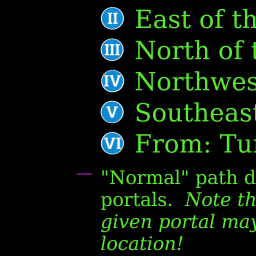 II East of th
III North of t
IV Northwes
V Southeast
VI From: Tu
"Normal" path d
portals. Note th
given portal may
location!